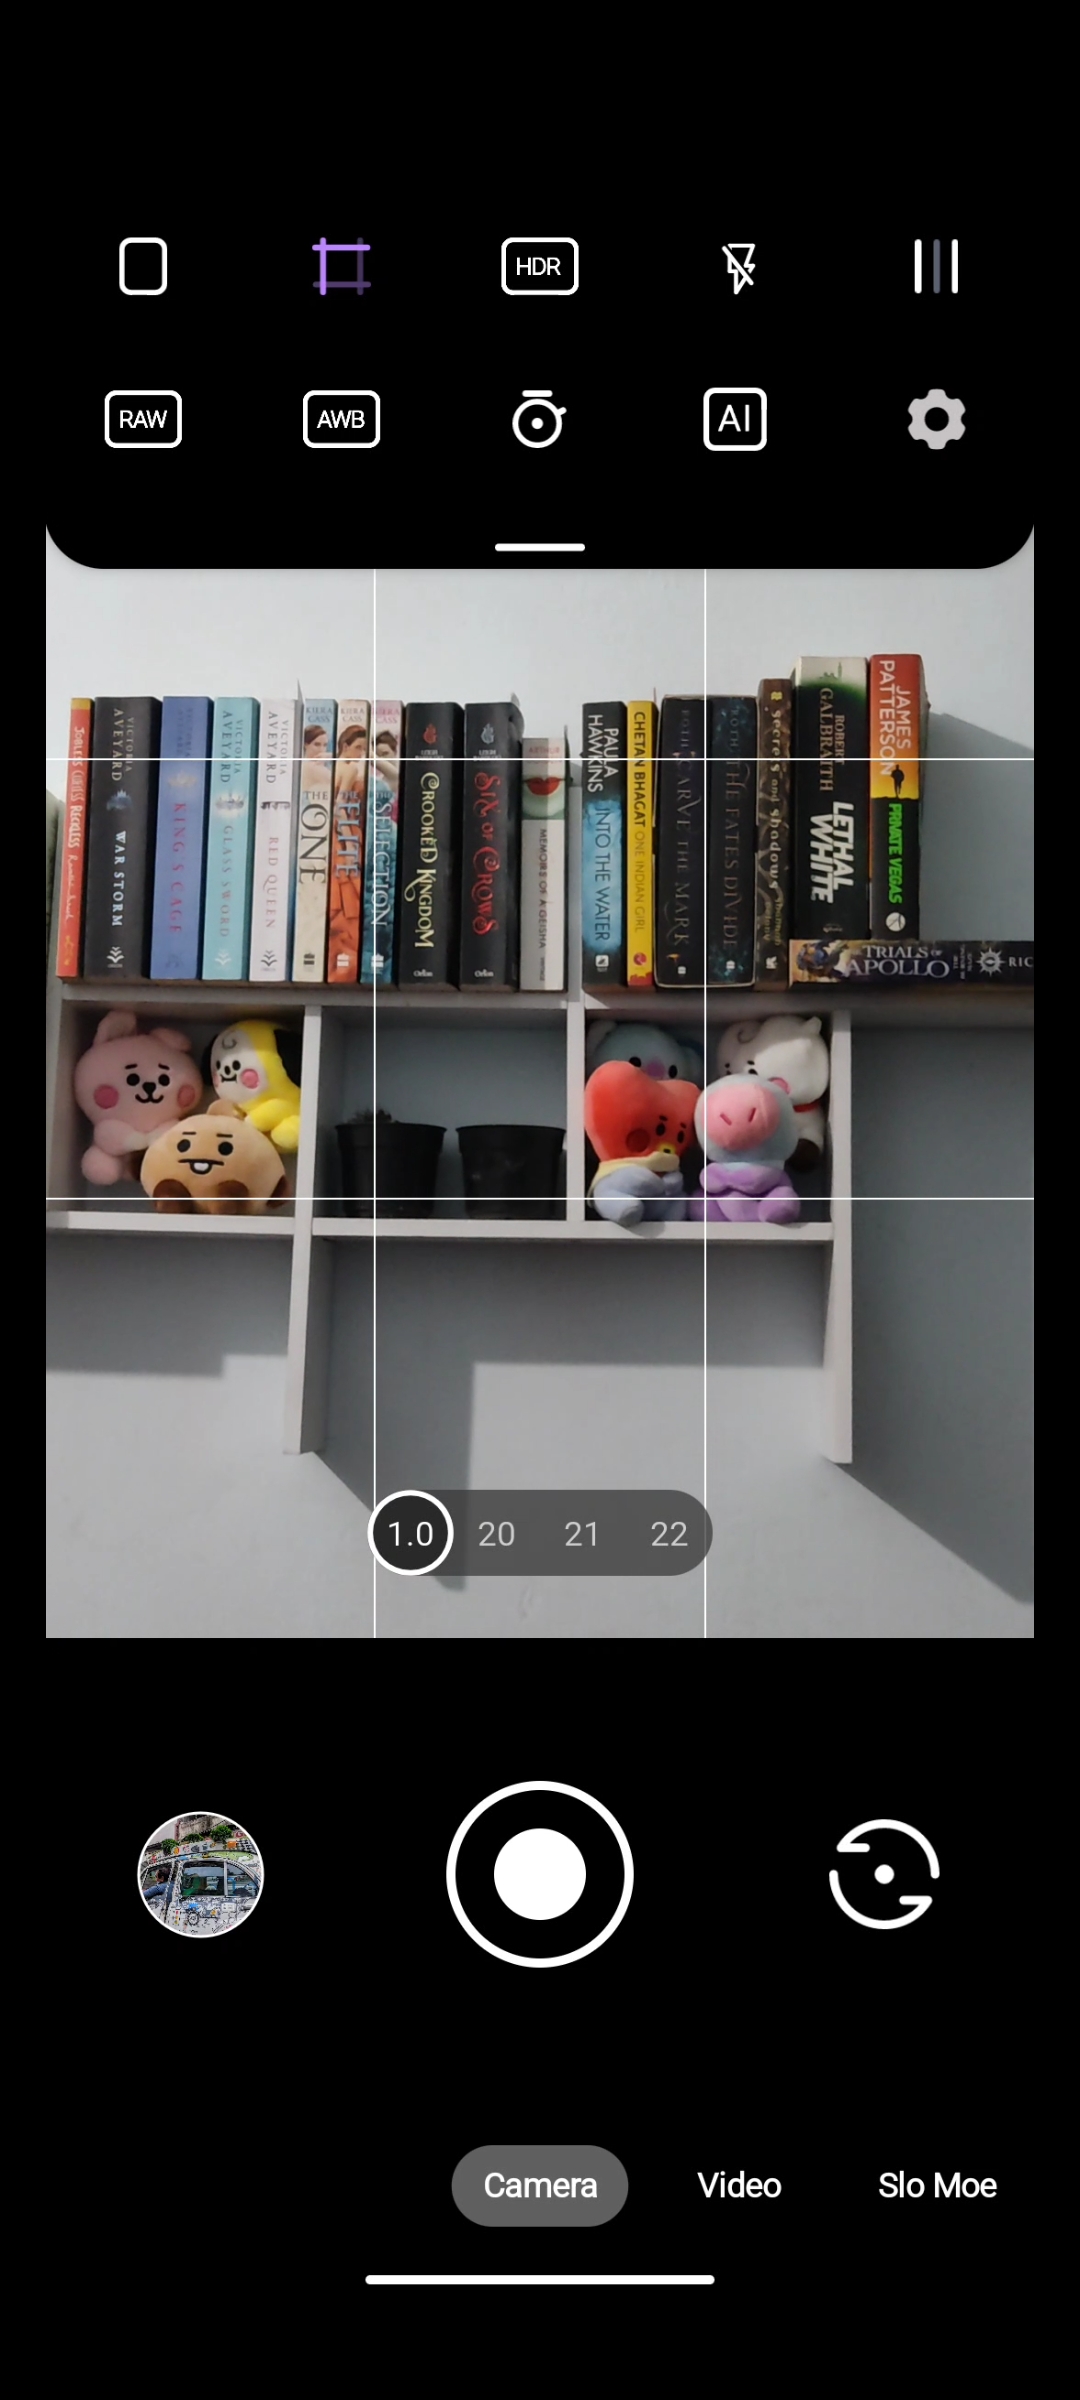 HDR
RAW
AWB
AI
VICTORIA AVEYARD
WAR STORM
KING'S CAGE
VICTORIA AVEYARD
GLASS SWORD
VICTORIA AVEYARD
RED QUEEN
KIERA CASS
THE ONE
KIERA CASS
THE ELITE
KIERA CASS
THE SELECTION
CROOKED KINGDOM
Orion
SIX OF CROWS
Orion
ARTHUR
MEMOIRS OF A GEISHA
PAULA HAWKINS
INTO THE WATER
CHETAN BHAGAT ONE INDIAN GIRL
ROTH CARVE THE MARK
ROTH THE FATES DIVIDE
secrets and shadows
ROBERT GALBRAITH
LETHAL WHITE
JAMES PATTERSON
PRIVATE VEGAS
TRIALS OF APOLLO
RIC
1.0 20 21 22
Camera Video Slo Moe